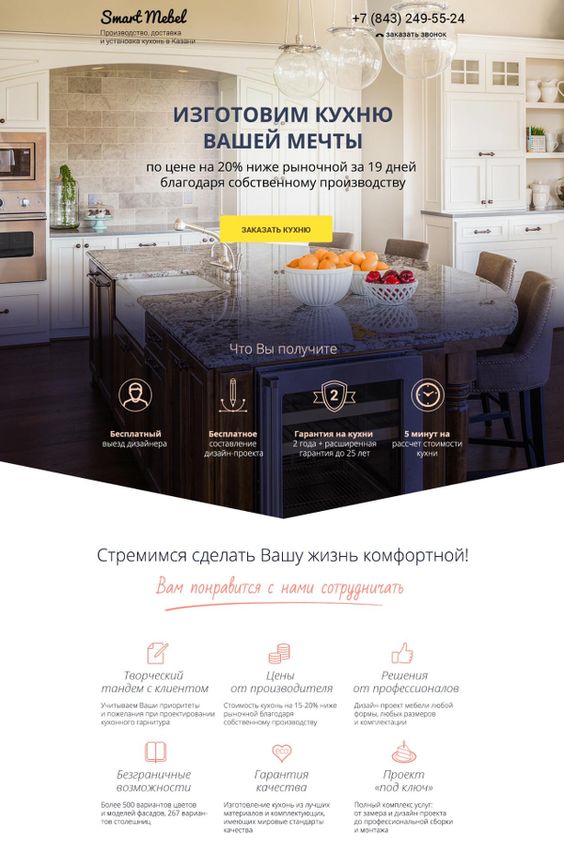 Smart Mebel
Производство, доставка
и установка кухонь в Казани
+7 (843) 249-55-24
заказать звонок
ИЗГОТОВИМ КУХНЮ
ВАШЕЙ МЕЧТЫ
по цене на 20% ниже рыночной за 19 дней
благодаря собственному производству
ЗАКАЗАТЬ КУХНЮ
Что Вы получите
Бесплатный
выезд дизайнера
Бесплатное
составление
дизайн-проекта
2
Гарантия на кухни
2 года + расширенная
гарантия до 25 лет
5 минут на
рассчет стоимости
кухни
Стремимся сделать Вашу жизнь комфортной!
Вам понравится с нами сотрудничать
Творческий
тандем с клиентом
Учитываем Ваши приоритеты
и пожелания при проектировании
кухонного гарнитура
Цены
от производителя
Стоимость кухонь на 15-20% ниже
рыночной благодаря
собственному производству
Решения
от профессионалов
Дизайн проект мебели любой
формы, любых размеров
и комплектации
Безграничные
возможности
Более 500 вариантов цветов
и моделей фасадов, 267 вариан-
тов столешниц
eco
Гарантия
качества
Изготовление кухонь из лучших
материалов и комплектующих,
имеющих мировые стандарты
качества
Проект
«под ключ»
Полный комплекс услуг:
от замера и дизайн-проекта
до профессиональной сборки
и монтажа